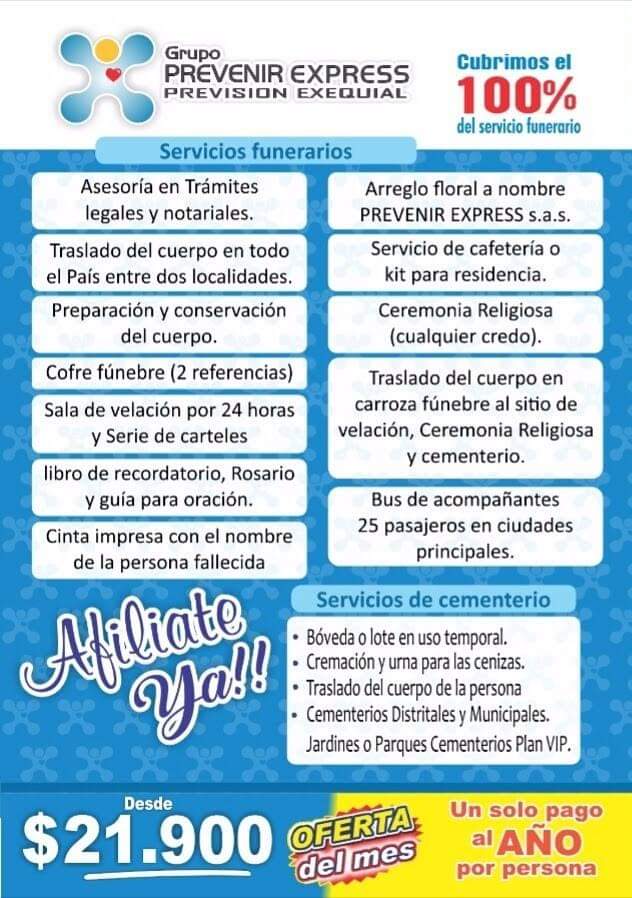 Grupo
PREVENIR EXPRESS
PREVISION EXEQUIAL
Cubrimos el
100%
del servicio funerario
Servicios funerarios
Asesoría en Trámites
legales y notariales.
Traslado del cuerpo en todo
el País entre dos localidades.
Preparación y conservación
del cuerpo.
Cofre fúnebre (2 referencias)
Sala de velación por 24 horas
y Serie de carteles
libro de recordatorio, Rosario
y guía para oración.
Cinta impresa con el nombre
de la persona fallecida
Arreglo floral a nombre
PREVENIR EXPRESS s.a.s.
Servicio de cafetería o
kit para residencia.
Ceremonia Religiosa
(cualquier credo).
Traslado del cuerpo en
carroza fúnebre al sitio de
velación, Ceremonia Religiosa
y cementerio.
Bus de acompañantes
25 pasajeros en ciudades
principales.
Afiliate
Ya!!
Servicios de cementerio
• Bóveda o lote en uso temporal.
• Cremación y urna para las cenizas.
• Traslado del cuerpo de la persona
• Cementerios Distritales y Municipales.
Jardines o Parques Cementerios Plan VIP.
Desde
$21.900
OFERTA
del mes
Un solo pago
al AÑO
por persona